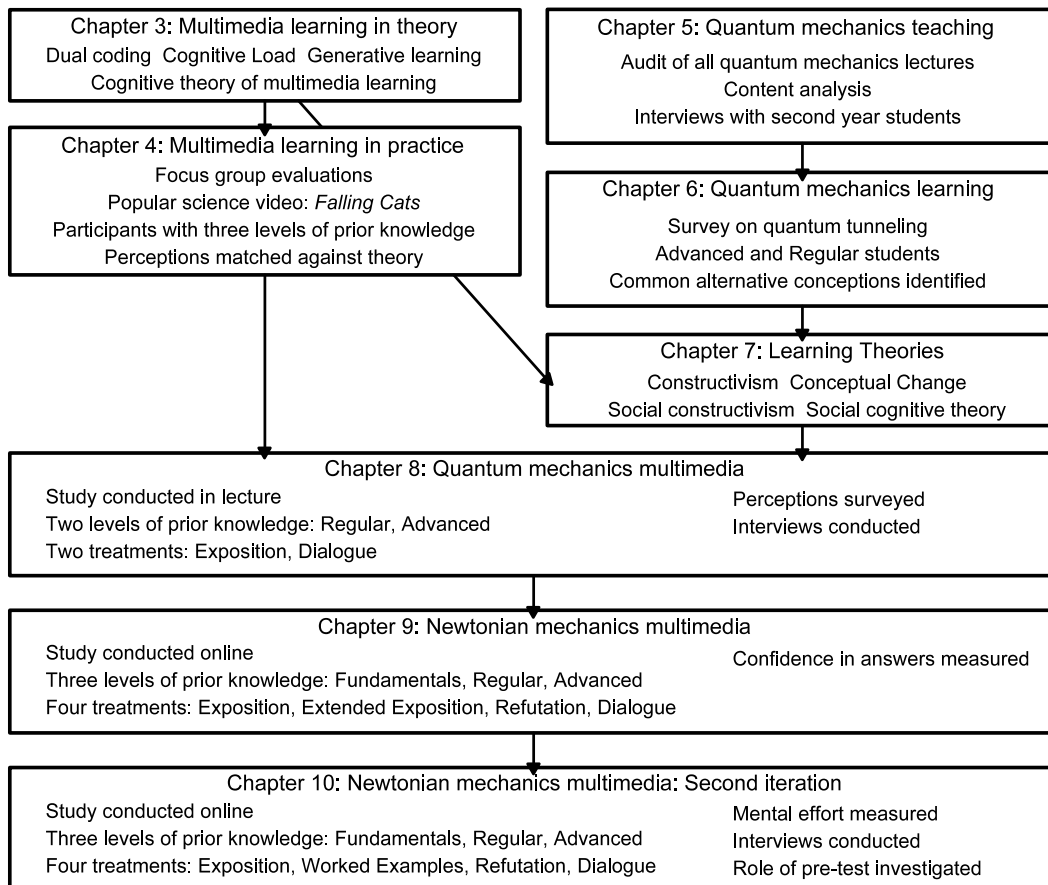 Chapter 3: Multimedia learning in theory
Dual coding Cognitive Load Generative learning
Cognitive theory of multimedia learning
Chapter 4: Multimedia learning in practice
Focus group evaluations
Popular science video: Falling Cats
Participants with three levels of prior knowledge
Perceptions matched against theory
Chapter 5: Quantum mechanics teaching
Audit of all quantum mechanics lectures
Content analysis
Interviews with second year students
Chapter 6: Quantum mechanics learning
Survey on quantum tunneling
Advanced and Regular students
Common alternative conceptions identified
Chapter 7: Learning Theories
Constructivism Conceptual Change
Social constructivism Social cognitive theory
Chapter 8: Quantum mechanics multimedia
Study conducted in lecture
Two levels of prior knowledge: Regular, Advanced
Two treatments: Exposition, Dialogue
Perceptions surveyed
Interviews conducted
Chapter 9: Newtonian mechanics multimedia
Study conducted online
Three levels of prior knowledge: Fundamentals, Regular, Advanced
Four treatments: Exposition, Extended Exposition, Refutation, Dialogue
Confidence in answers measured
Chapter 10: Newtonian mechanics multimedia: Second iteration
Study conducted online
Three levels of prior knowledge: Fundamentals, Regular, Advanced
Four treatments: Exposition, Worked Examples, Refutation, Dialogue
Mental effort measured
Interviews conducted
Role of pre-test investigated